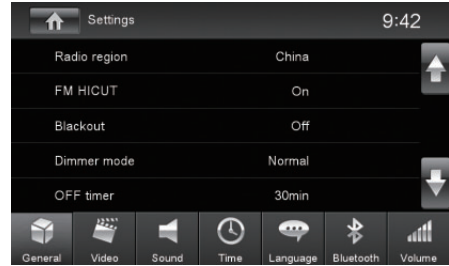 Settings 9:42
Radio region China
FM HICUT On
Blackout Off
Dimmer mode Normal
OFF timer 30min
General Video Sound Time Language Bluetooth Volume